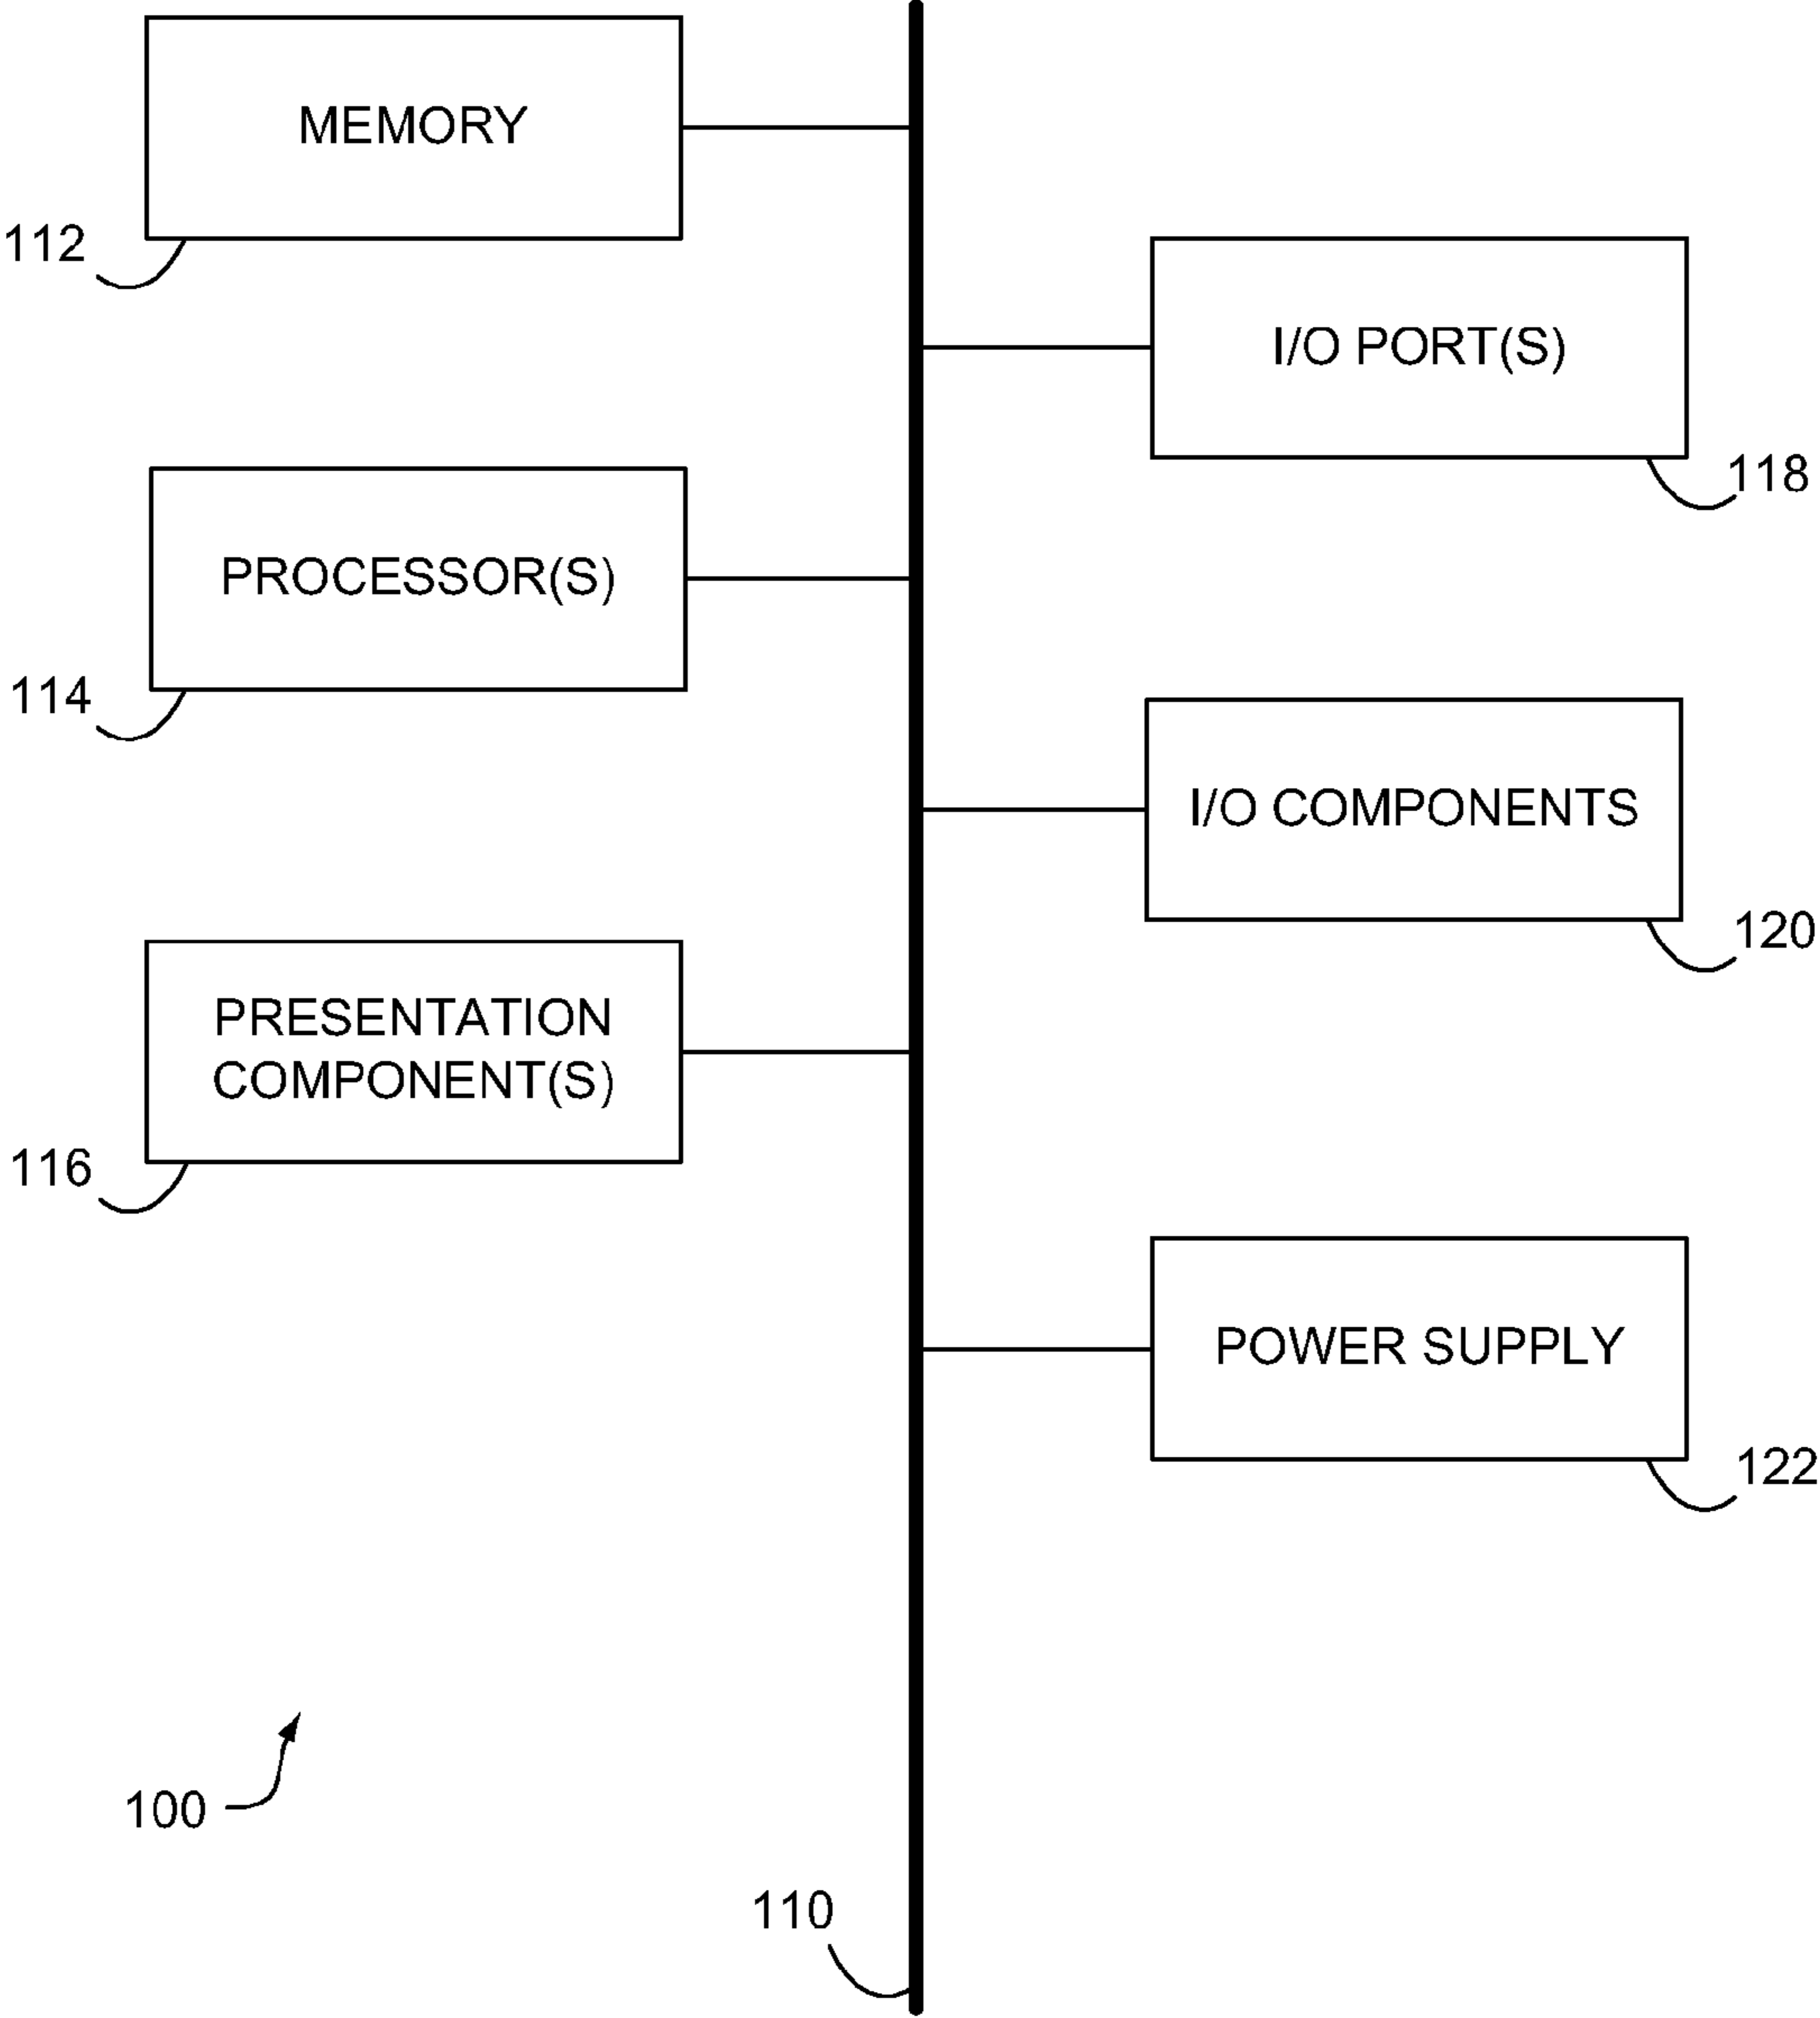 MEMORY
112
I/O PORT(S)
118
PROCESSOR(S)
114
I/O COMPONENTS
120
PRESENTATION
COMPONENT(S)
116
POWER SUPPLY
122
100
110